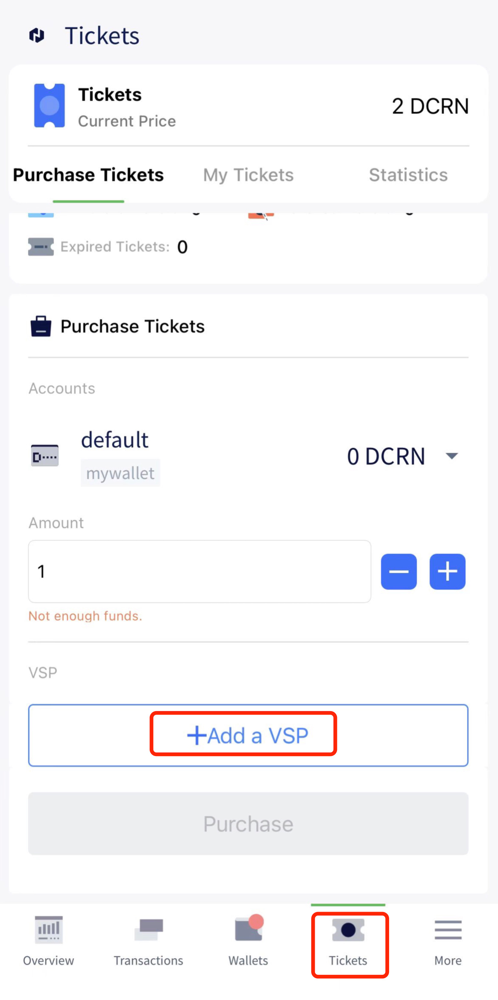 Tickets
Tickets
Current Price
2 DCRN
Purchase Tickets
My Tickets
Statistics
Expired Tickets: 0
Purchase Tickets
Accounts
default
mywallet
0 DCRN
Amount
1
Not enough funds.
VSP
+Add a VSP
Purchase
Overview
Transactions
Wallets
Tickets
More